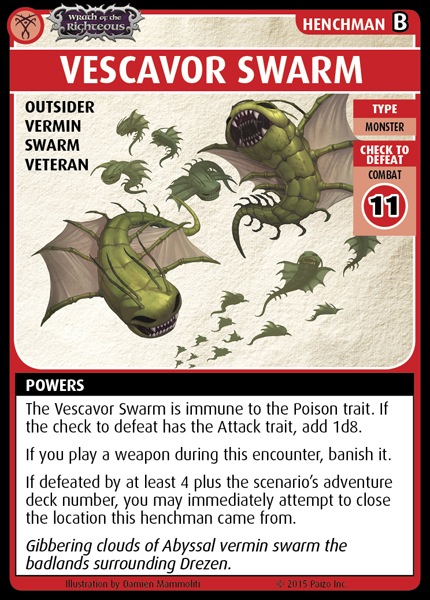 Wrath of the
Righteous
HENCHMAN B
VESCAVOR SWARM
OUTSIDER
VERMIN
SWARM
VETERAN
TYPE
MONSTER
CHECK TO
DEFEAT
COMBAT
11
POWERS
The Vescavor Swarm is immune to the Poison trait. If
the check to defeat has the Attack trait, add 1d8.
If you play a weapon during this encounter, banish it.
If defeated by at least 4 plus the scenario's adventure
deck number, you may immediately attempt to close
the location this henchman came from.
Gibbering clouds of Abyssal vermin swarm the
badlands surrounding Drezen.
Illustration by Damien Mammoliti
© 2015 Paizo Inc.